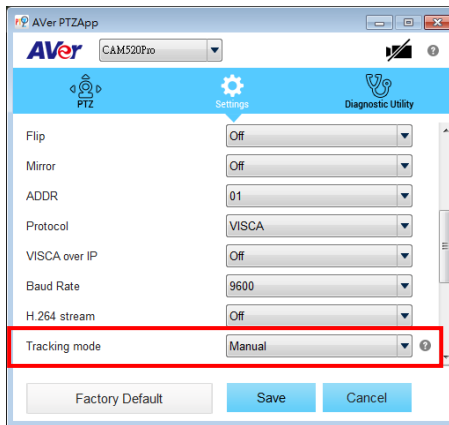 AVer PTZApp
AVer CAM520Pro ?
PTZ Settings Diagnostic Utility
Flip Off
Mirror Off
ADDR 01
Protocol VISCA
VISCA over IP Off
Baud Rate 9600
H.264 stream Off
Tracking mode Manual ?
Factory Default Save Cancel